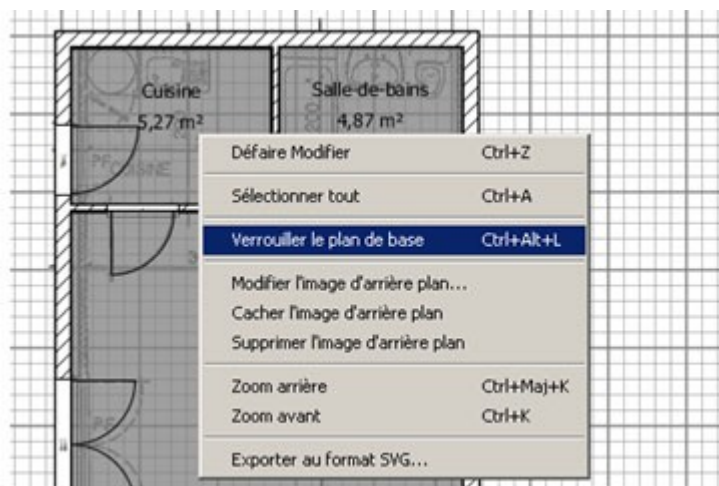 Cuisine
5,27 m²
Salle-de-bains
4,87 m²
200
CUISINE
Défaire Modifier Ctrl+Z
Sélectionner tout Ctrl+A
Verrouiller le plan de base Ctrl+Alt+L
Modifier l'image d'arrière plan...
Cacher l'image d'arrière plan
Supprimer l'image d'arrière plan
Zoom arrière Ctrl+Maj+K
Zoom avant Ctrl+K
Exporter au format SVG...